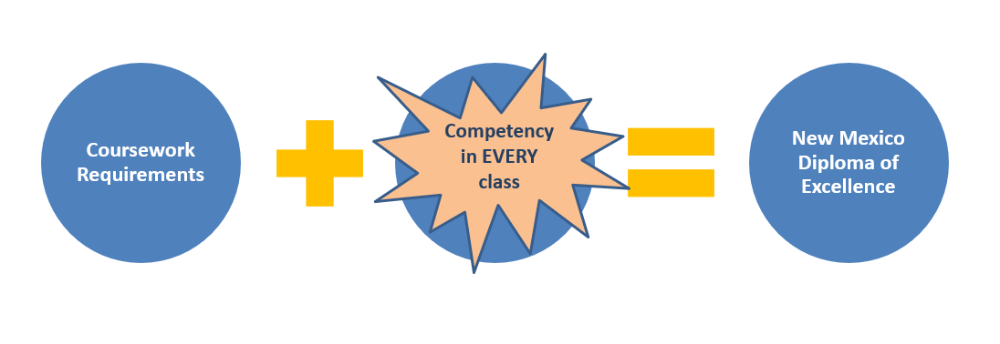 Coursework
Requirements
Competency
in EVERY
class
New Mexico
Diploma of
Excellence